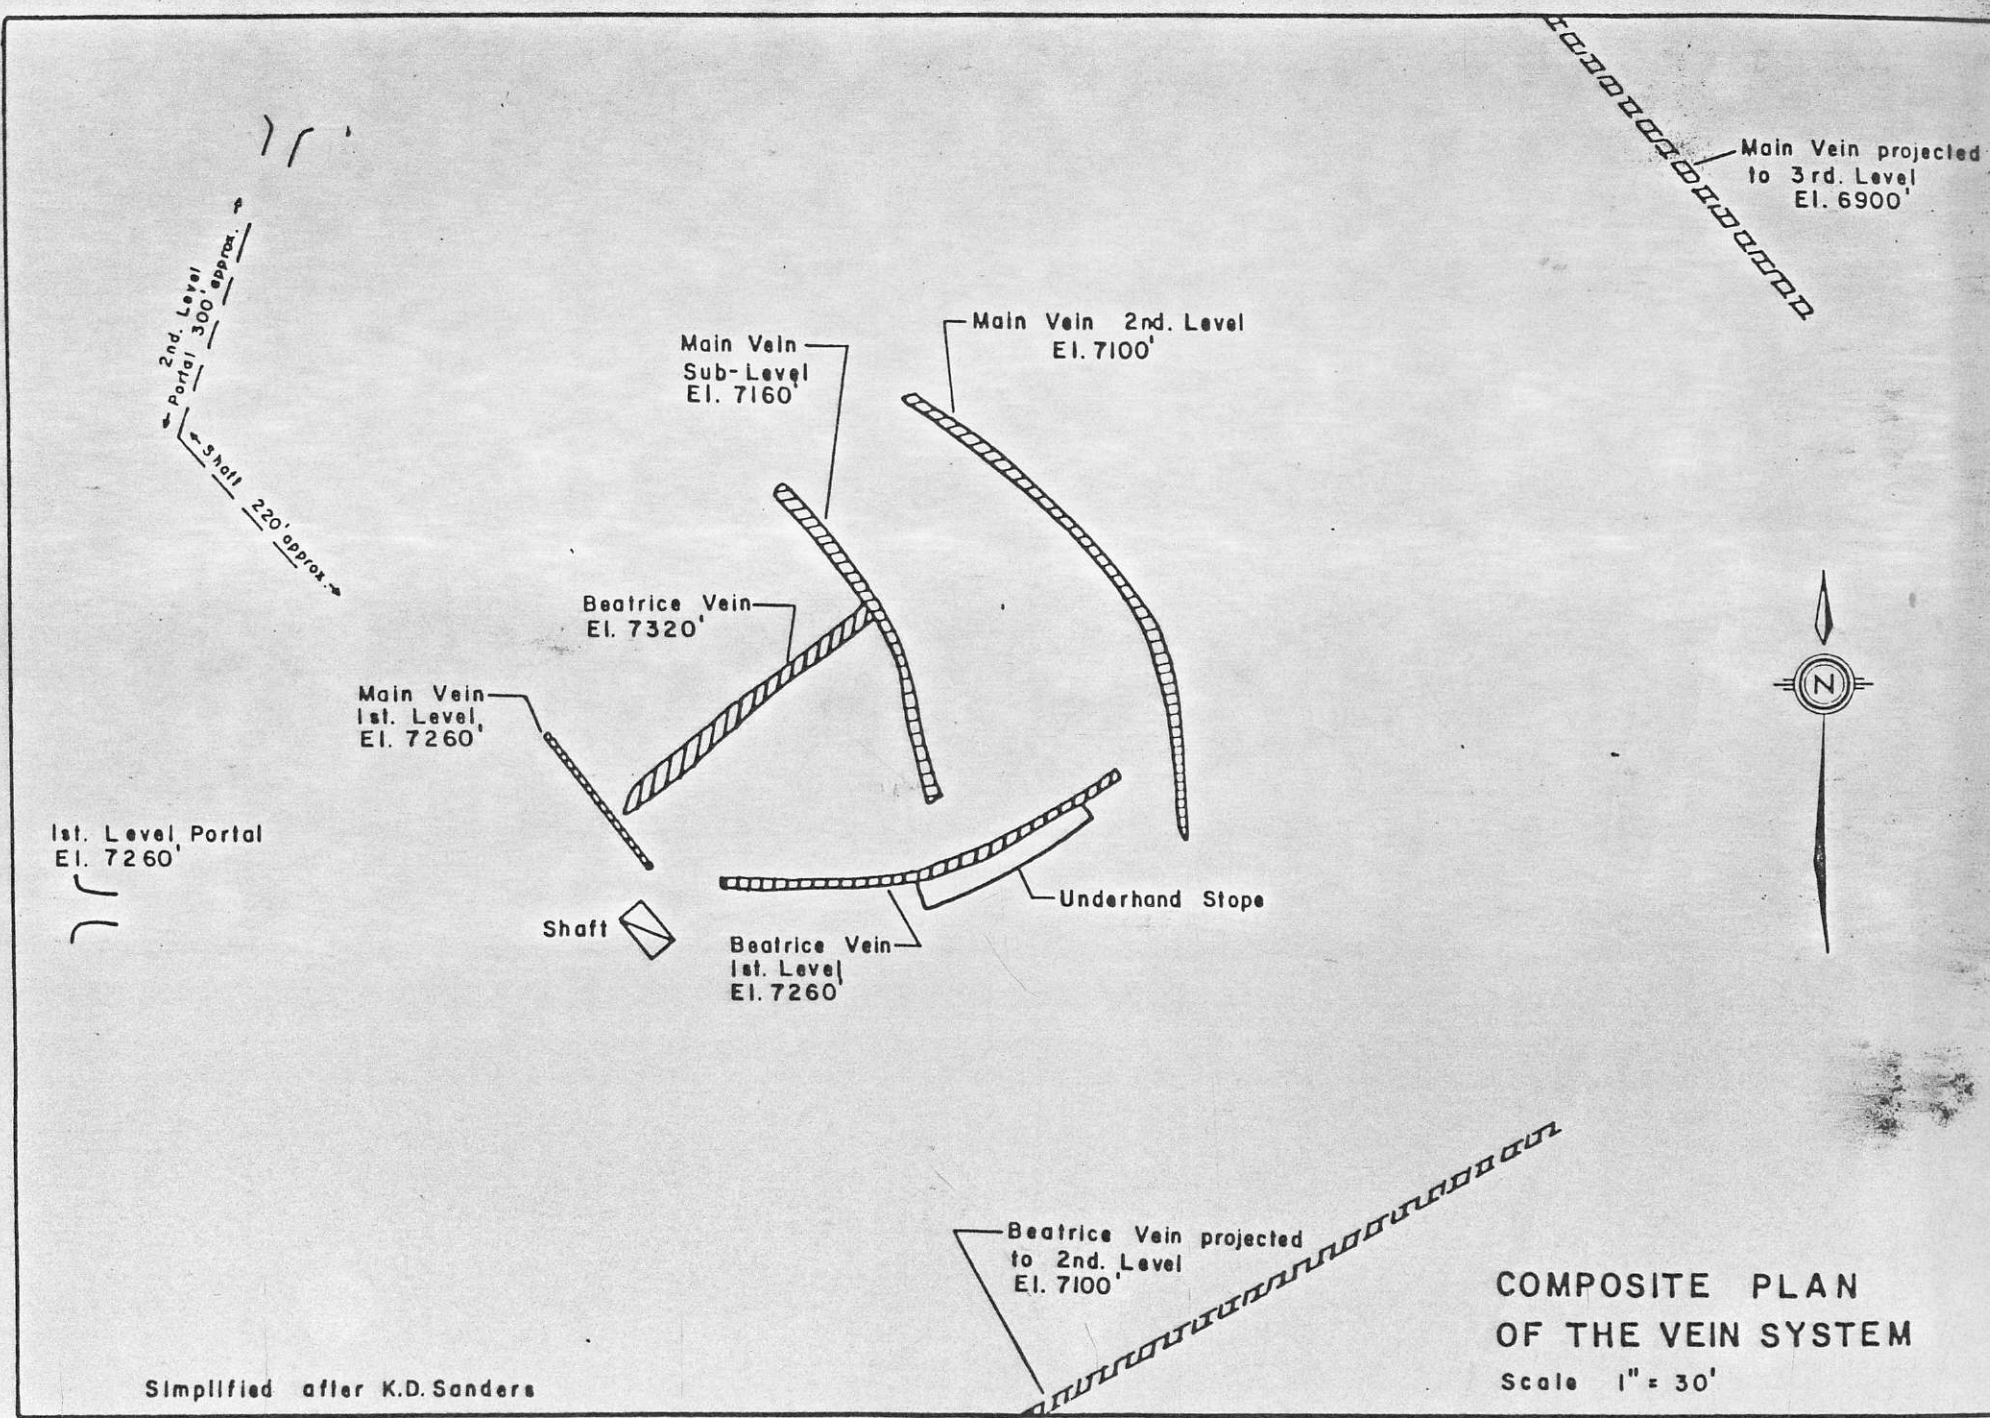 Main Vein projected
to 3rd. Level
El. 6900'
2nd. Level
Portal 300' approx.
Shaft 220' approx.
Main Vein 2nd. Level
El. 7100'
Main Vein
Sub-Level
El. 7160'
Beatrice Vein
El. 7320'
Main Vein
1st. Level
El. 7260'
1st. Level Portal
El. 7260'
N
Shaft
Underhand Stope
Beatrice Vein
1st. Level
El. 7260'
Beatrice Vein projected
to 2nd. Level
El. 7100'
COMPOSITE PLAN
OF THE VEIN SYSTEM
Scale 1" = 30'
Simplified after K.D. Sanders